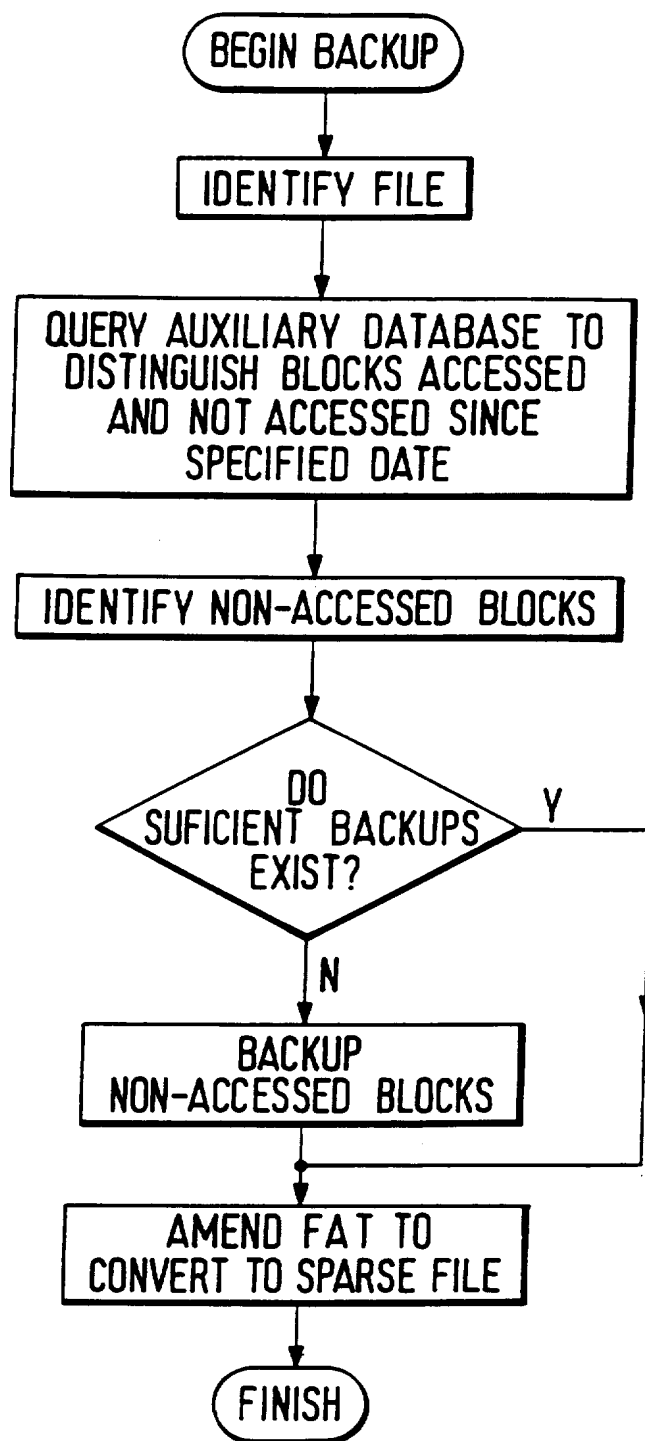 BEGIN BACKUP
IDENTIFY FILE
QUERY AUXILIARY DATABASE TO
DISTINGUISH BLOCKS ACCESSED
AND NOT ACCESSED SINCE
SPECIFIED DATE
IDENTIFY NON-ACCESSED BLOCKS
DO
SUFICIENT BACKUPS
EXIST?
Y
N
BACKUP
NON-ACCESSED BLOCKS
AMEND FAT TO
CONVERT TO SPARSE FILE
FINISH